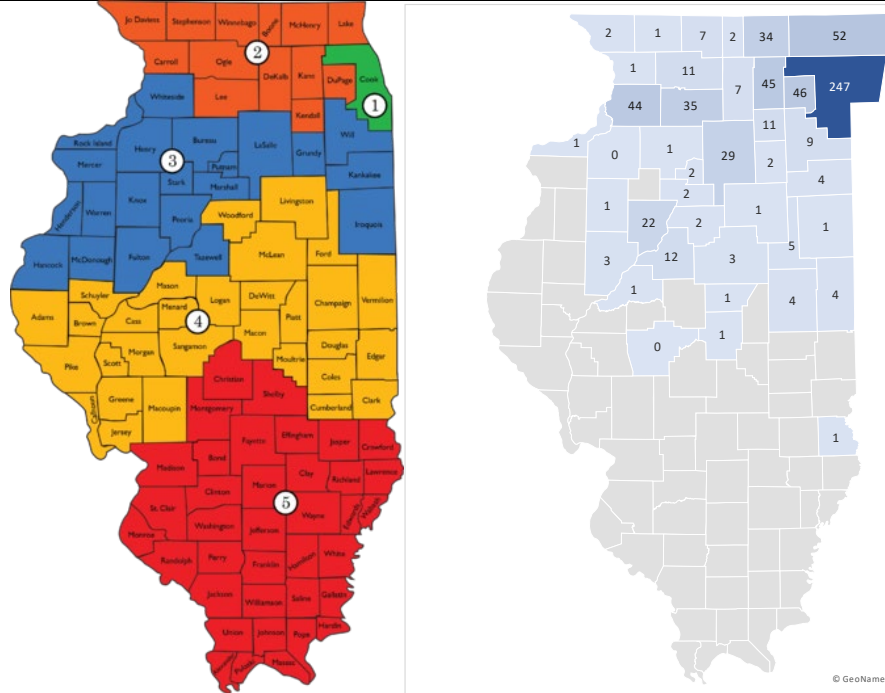 Jo Daviess Stephenson Winnebago Boone McHenry Lake
Carroll Ogle DeKalb Kane DuPage Cook
2
1
Whiteside Lee Kendall
Will
Rock Island Henry Bureau LaSalle Grundy
Mercer 3 Putnam Kankakee
Stark Marshall
Henderson Warren Knox Peoria Woodford Livingston Iroquois
Hancock McDonough Fulton Tazewell McLean Ford
Mason
Schuyler Logan DeWitt Champaign Vermilion
Adams Brown Cass Menard 4 Piatt
Macon
Sangamon Douglas
Pike Scott Morgan Moultrie Edgar
Christian Coles
Shelby
Calhoun Greene Macoupin Montgomery Cumberland Clark
Jersey Fayette Effingham Jasper Crawford
Bond
Madison Clay Lawrence
Clinton Marion Richland
5
St. Clair Wayne Edwards Wabash
Washington Jefferson
Monroe
Randolph Perry Franklin Hamilton White
Jackson Williamson Saline Gallatin
Union Johnson Pope Hardin
Massac
Pulaski
2 1 7 2 34 52
1 11 7 45 46 247
44 35
11 9
1 0 1 29 2
2 4
1 2
22 2 1 5 1
3 12 3
1 1 4 4
0 1
1
© GeoName